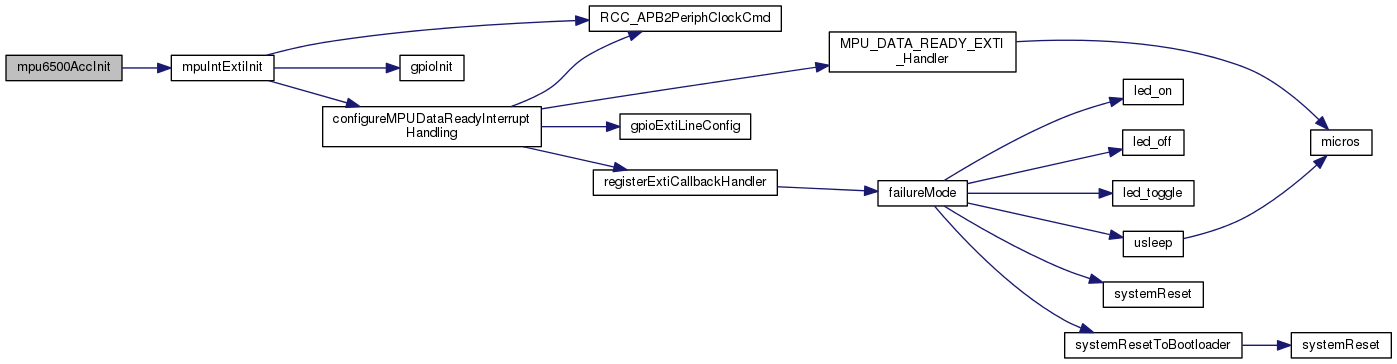 mpu6500AccInit
mpuIntExtiInit
RCC_APB2PeriphClockCmd
gpioInit
configureMPUDataReadyInterrupt
Handling
MPU_DATA_READY_EXTI
_Handler
gpioExtiLineConfig
registerExtiCallbackHandler
failureMode
led_on
led_off
led_toggle
usleep
systemReset
systemResetToBootloader
micros
systemReset